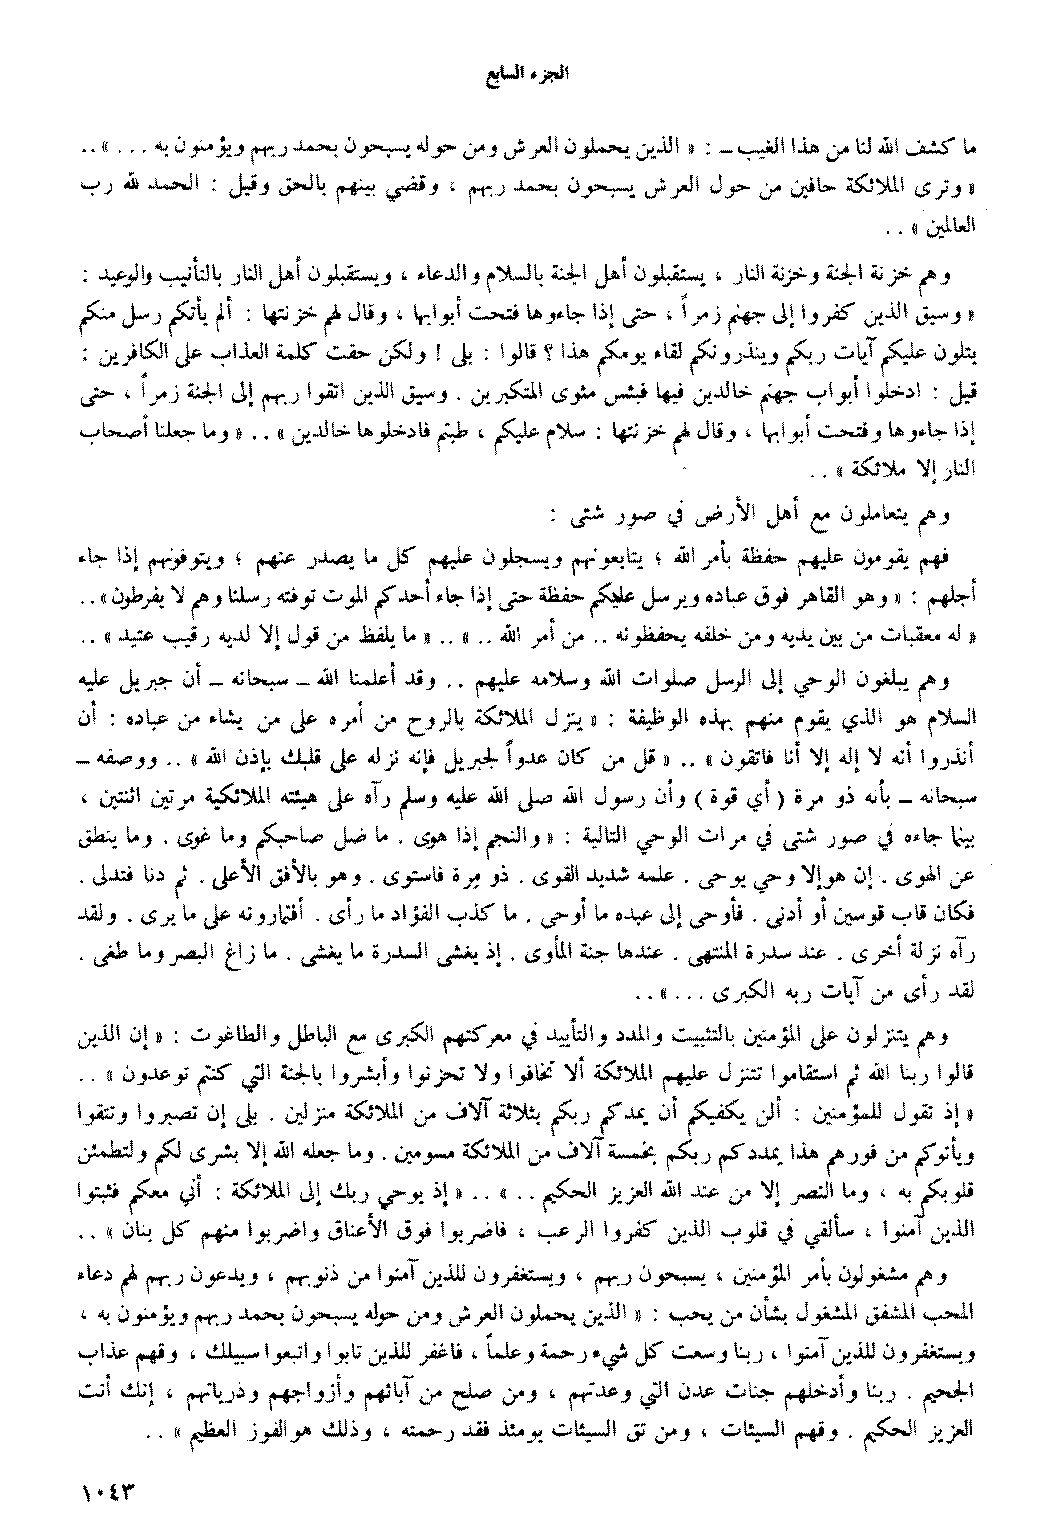 الجزء السابع
ما كشف الله لنا من هذا الغيب ــ : « الذين يحملون العرش ومن حوله يسبحون بحمد ربهم ويؤمنون به ... » ..
« وترى الملائكة حافين من حول العرش يسبحون بحمد ربهم ، وقضي بينهم بالحق وقيل : الحمد لله رب
العالمين » ..
وهم خزنة الجنة وخزنة النار ، يستقبلون أهل الجنة بالسلام والدعاء ، ويستقبلون أهل النار بالتأنيب والوعيد :
« وسيق الذين كفروا إلى جهنم زمراً ، حتى إذا جاءوها فتحت أبوابها ، وقال لهم خزنتها : ألم يأتكم رسل منكم
يتلون عليكم آيات ربكم وينذرونكم لقاء يومكم هذا ؟ قالوا : بلى ! ولكن حقت كلمة العذاب على الكافرين :
قيل : ادخلوا أبواب جهنم خالدين فيها فبئس مثوى المتكبرين . وسيق الذين اتقوا ربهم إلى الجنة زمراً ، حتى
إذا جاءوها وفتحت أبوابها ، وقال لهم خزنتها : سلام عليكم ، طبتم فادخلوها خالدين » .. « وما جعلنا أصحاب
النار إلا ملائكة » ..
وهم يتعاملون مع أهل الأرض في صور شتى :
فهم يقومون عليهم حفظة بأمر الله ؛ يتابعونهم ويسجلون عليهم كل ما يصدر عنهم ؛ ويتوفونهم إذا جاء
أجلهم : « وهو القاهر فوق عباده ويرسل عليكم حفظة حتى إذا جاء أحدكم الموت توفته رسلنا وهم لا يفرطون» ..
« له معقبات من بين يديه ومن خلفه يحفظونه .. من أمر الله .. » .. « ما يلفظ من قول إلا لديه رقيب عتيد » ..
وهم يبلغون الوحي إلى الرسل صلوات الله وسلامه عليهم .. وقد أعلمنا الله ــ سبحانه ــ أن جبريل عليه
السلام هو الذي يقوم منهم بهذه الوظيفة : « ينزل الملائكة بالروح من أمره على من يشاء من عباده : أن
أنذروا أنه لا إله إلا أنا فاتقون » .. « قل من كان عدواً لجبريل فإنه نزله على قلبك بإذن الله » .. ووصفه ــ
سبحانه ــ بأنه ذو مرة ( أي قوة ) وأن رسول الله صلى الله عليه وسلم رآه على هيئته الملائكية مرتين اثنتين ،
بينما جاءه في صور شتى في مرات الوحي التالية : « والنجم إذا هوى . ما ضل صاحبكم وما غوى . وما ينطق
عن الهوى . إن هو إلا وحي يوحى . علمه شديد القوى . ذو مِرة فاستوى . وهو بالأفق الأعلى . ثم دنا فتدلى .
فكان قاب قوسين أو أدنى . فأوحى إلى عبده ما أوحى . ما كذب الفؤاد ما رأى . أفتمارونه على ما يرى . ولقد
رآه نزلة أخرى . عند سدرة المنتهى . عندها جنة المأوى . إذ يغشى السدرة ما يغشى . ما زاغ البصر وما طغى .
لقد رأى من آيات ربه الكبرى ... » ..
وهم يتنزلون على المؤمنين بالتثبيت والمدد والتأييد في معركتهم الكبرى مع الباطل والطاغوت : « إن الذين
قالوا ربنا الله ثم استقاموا تتنزل عليهم الملائكة ألا تخافوا ولا تحزنوا وأبشروا بالجنة التي كنتم توعدون » ..
« إذ تقول للمؤمنين : ألن يكفيكم أن يمدكم ربكم بثلاثة آلاف من الملائكة منزلين . بلى إن تصبروا وتتقوا
ويأتوكم من فورهم هذا يمددكم ربكم بخمسة آلاف من الملائكة مسومين . وما جعله الله إلا بشرى لكم ولتطمئن
قلوبكم به ، وما النصر إلا من عند الله العزيز الحكيم .. » .. « إذ يوحي ربك إلى الملائكة : أني معكم فثبتوا
الذين آمنوا ، سألقي في قلوب الذين كفروا الرعب ، فاضربوا فوق الأعناق واضربوا منهم كل بنان » ..
وهم مشغولون بأمر المؤمنين ، يسبحون ربهم ، ويستغفرون للذين آمنوا من ذنوبهم ، ويدعون ربهم لهم دعاء
المحب المشفق المشغول بشأن من يحب : « الذين يحملون العرش ومن حوله يسبحون بحمد ربهم ويؤمنون به ،
ويستغفرون للذين آمنوا ، ربنا وسعت كل شيء رحمة وعلماً ، فاغفر للذين تابوا واتبعوا سبيلك ، وقهم عذاب
الجحيم . ربنا وأدخلهم جنات عدن التي وعدتهم ، ومن صلح من آبائهم وأزواجهم وذرياتهم ، إنك أنت
العزيز الحكيم . وقهم السيئات ، ومن تق السيئات يومئذ فقد رحمته ، وذلك هو الفوز العظيم » ..
١٠٤٣